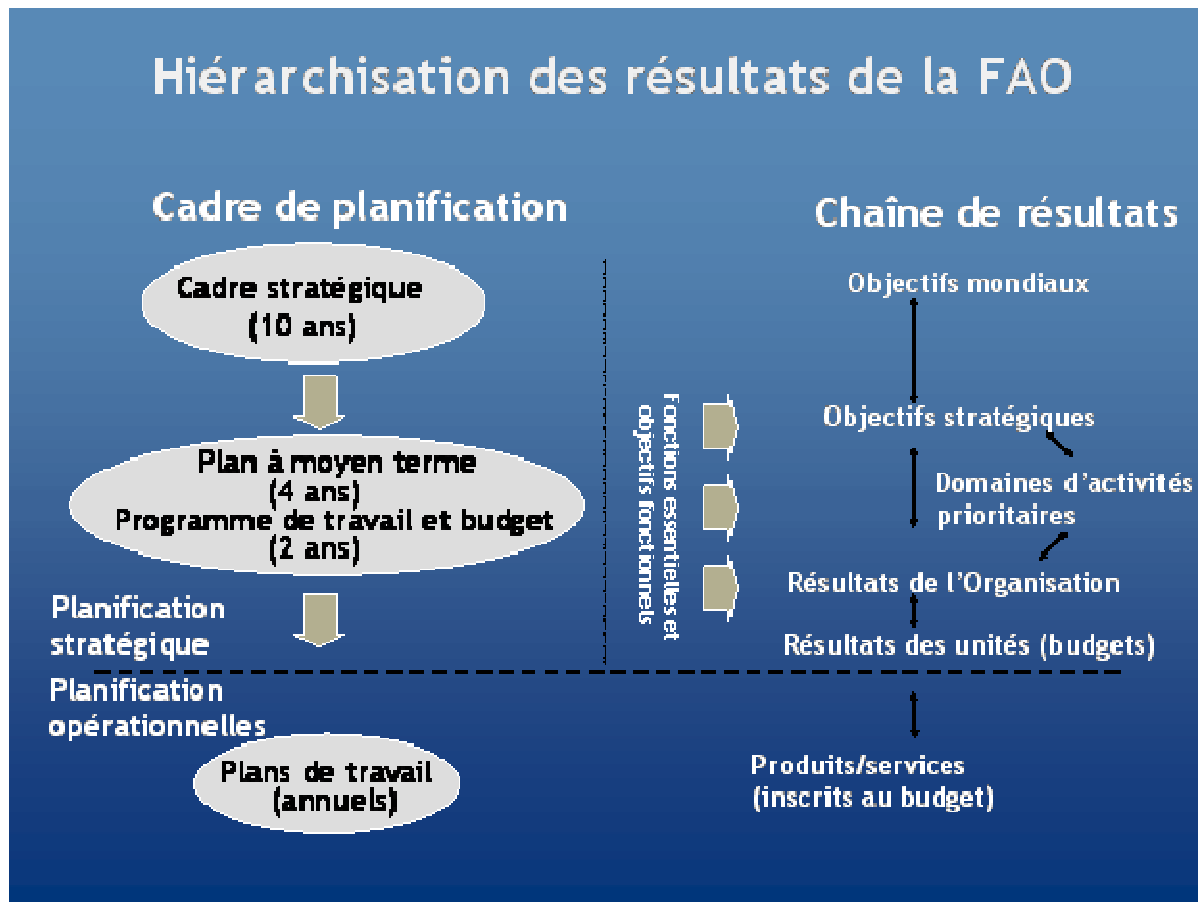 Hiérarchisation des résultats de la FAO
Cadre de planification
Cadre stratégique
(10 ans)
Plan à moyen terme
(4 ans)
Programme de travail et budget
(2 ans)
Planification
stratégique
Planification
opérationnelles
Plans de travail
(annuels)
Fonctions essentielles et
objectifs fonctionnels
Chaîne de résultats
Objectifs mondiaux
Objectifs stratégiques
Domaines d'activités
prioritaires
Résultats de l'Organisation
Résultats des unités (budgets)
Produits/services
(inscrits au budget)